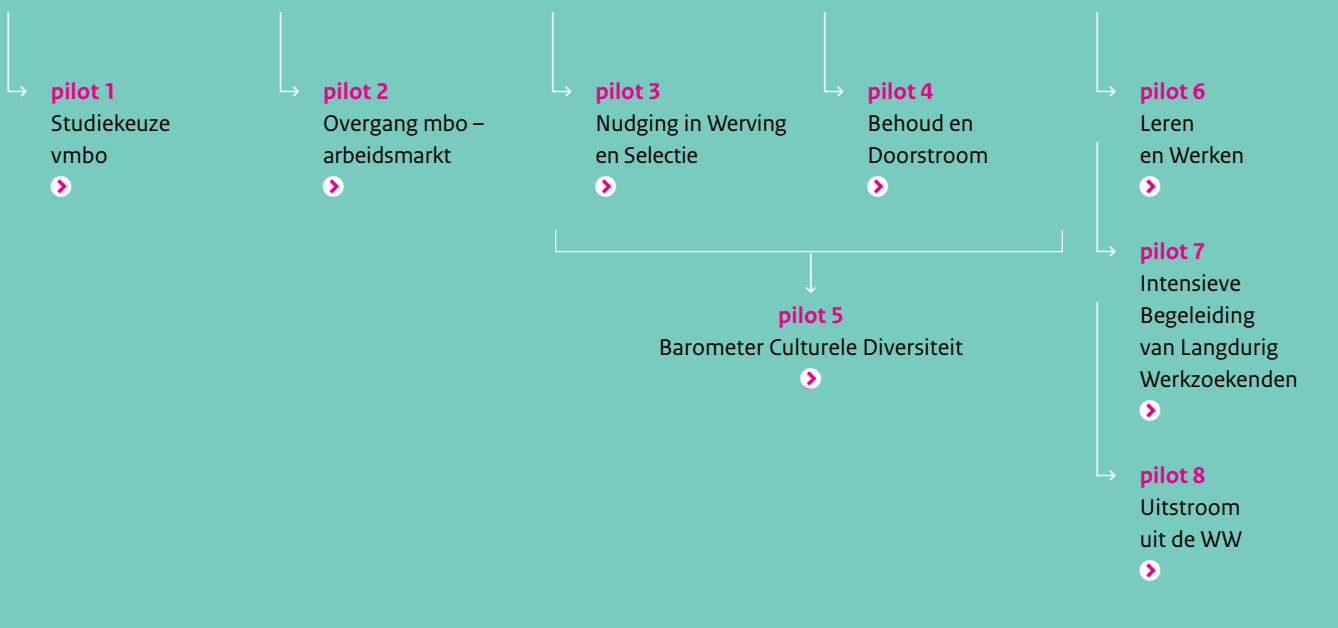 pilot 1
Studiekeuze
vmbo
pilot 2
Overgang mbo –
arbeidsmarkt
pilot 3
Nudging in Werving
en Selectie
pilot 4
Behoud en
Doorstroom
pilot 5
Barometer Culturele Diversiteit
pilot 6
Leren
en Werken
pilot 7
Intensieve
Begeleiding
van Langdurig
Werkzoekenden
pilot 8
Uitstroom
uit de WW